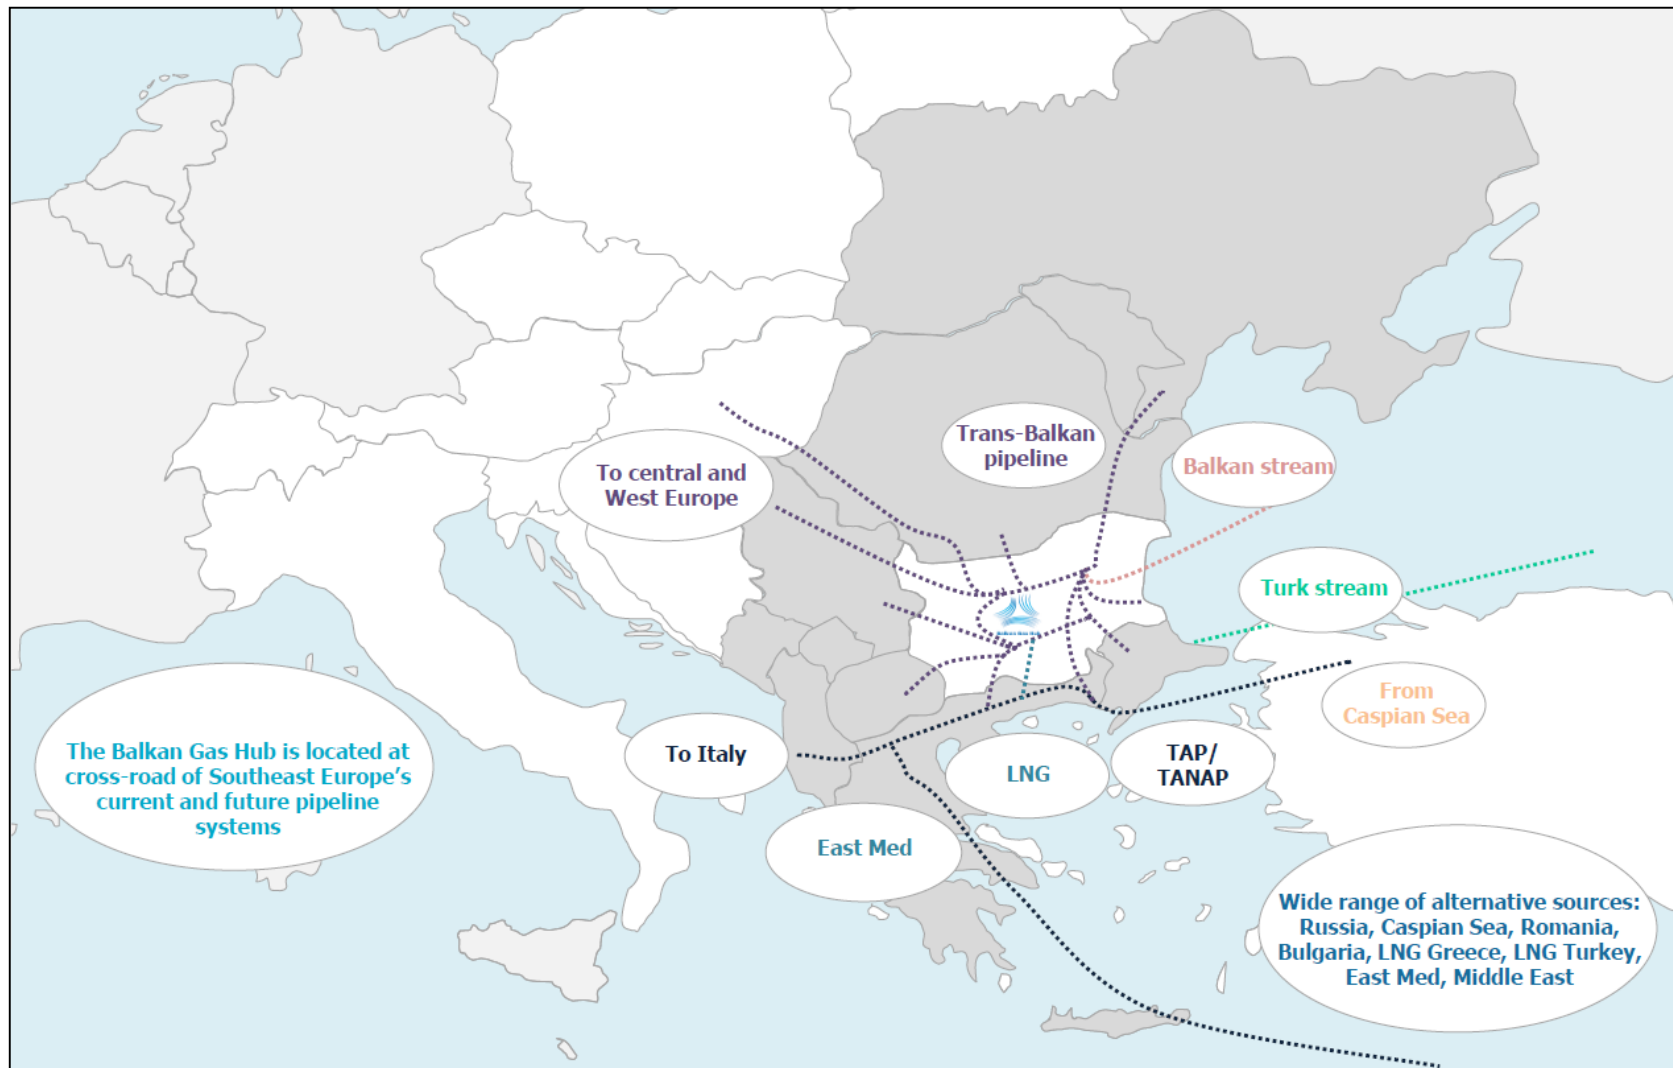 Trans-Balkan
pipeline
Balkan stream
To central and
West Europe
Turk stream
Balkan Gas Hub
From
Caspian Sea
The Balkan Gas Hub is located at
cross-road of Southeast Europe's
current and future pipeline
systems
To Italy
LNG
TAP/
TANAP
East Med
Wide range of alternative sources:
Russia, Caspian Sea, Romania,
Bulgaria, LNG Greece, LNG Turkey,
East Med, Middle East